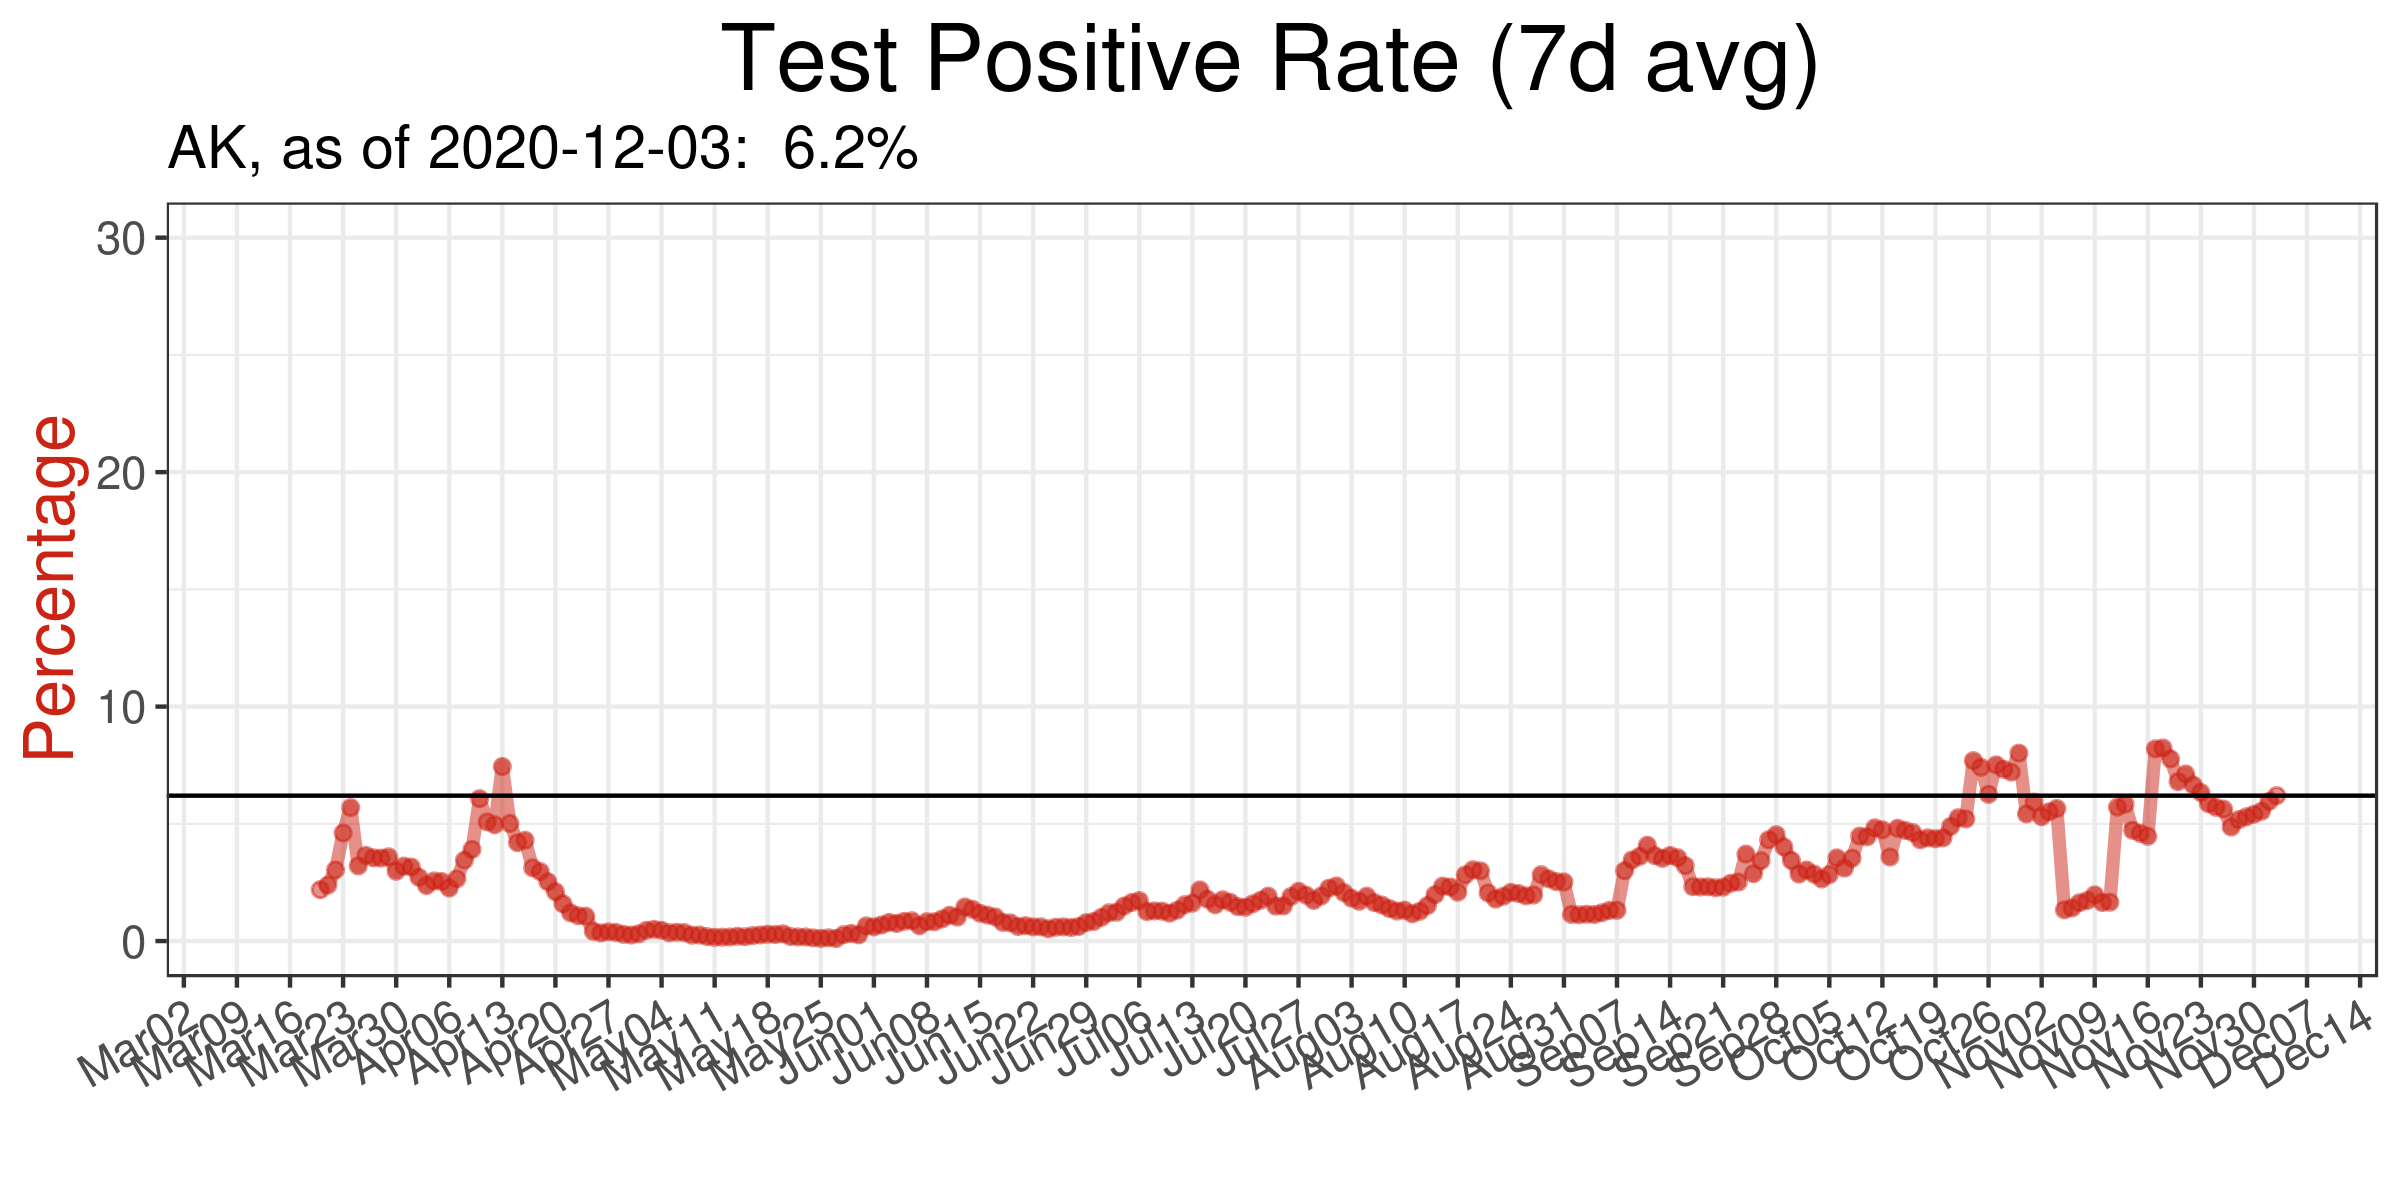 Test Positive Rate (7d avg)
AK, as of 2020-12-03:  6.2%
Percentage
30
20
10
0
Mar02
Mar09
Mar16
Mar23
Mar30
Apr06
Apr13
Apr20
Apr27
May04
May11
May18
May25
Jun01
Jun08
Jun15
Jun22
Jun29
Jul06
Jul13
Jul20
Jul27
Aug03
Aug10
Aug17
Aug24
Aug31
Sep07
Sep14
Sep21
Sep28
Oct05
Oct12
Oct19
Oct26
Nov02
Nov09
Nov16
Nov23
Nov30
Dec07
Dec14